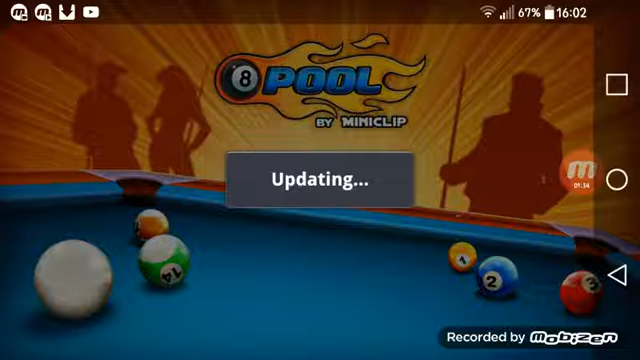 67% 16:02
8 POOL
BY MINICLIP
Updating...
01:34
14
1
2
3
Recorded by Mobizen